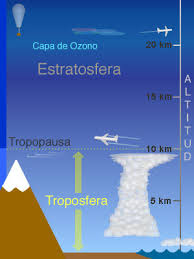 Capa de Ozono
20 km
Estratosfera
15 km
ALTITUD
Tropopausa
10 km
Troposfera
5 km